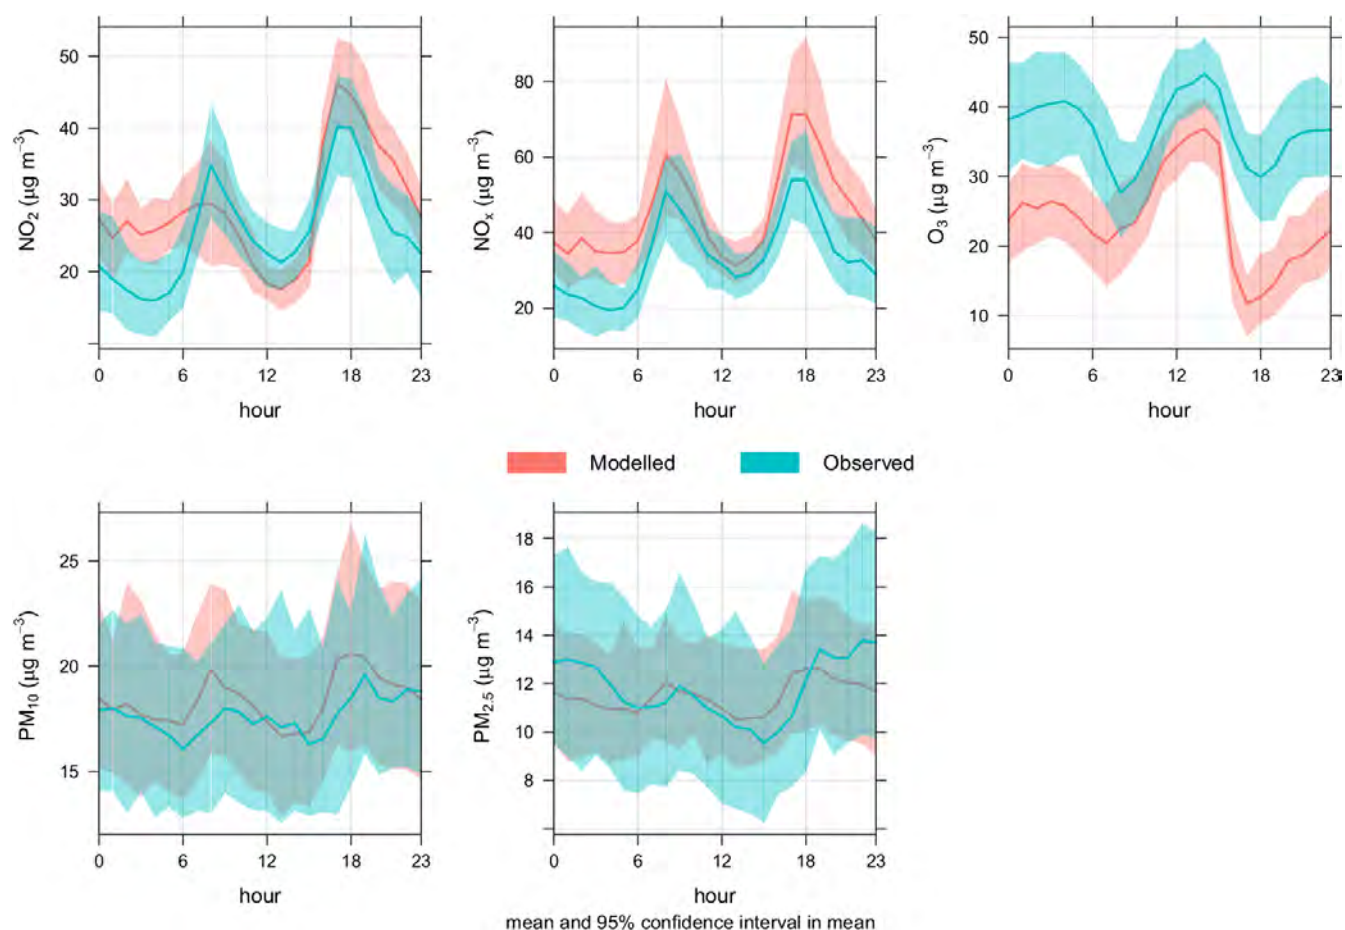 NO₂ (µg m⁻³)
50
40
30
20
0 6 12 18 23
hour
NOₓ (µg m⁻³)
80
60
40
20
0 6 12 18 23
hour
O₃ (µg m⁻³)
50
40
30
20
10
0 6 12 18 23
hour
Modelled Observed
PM₁₀ (µg m⁻³)
25
20
15
0 6 12 18 23
hour
PM₂.₅ (µg m⁻³)
18
16
14
12
10
8
0 6 12 18 23
hour
mean and 95% confidence interval in mean